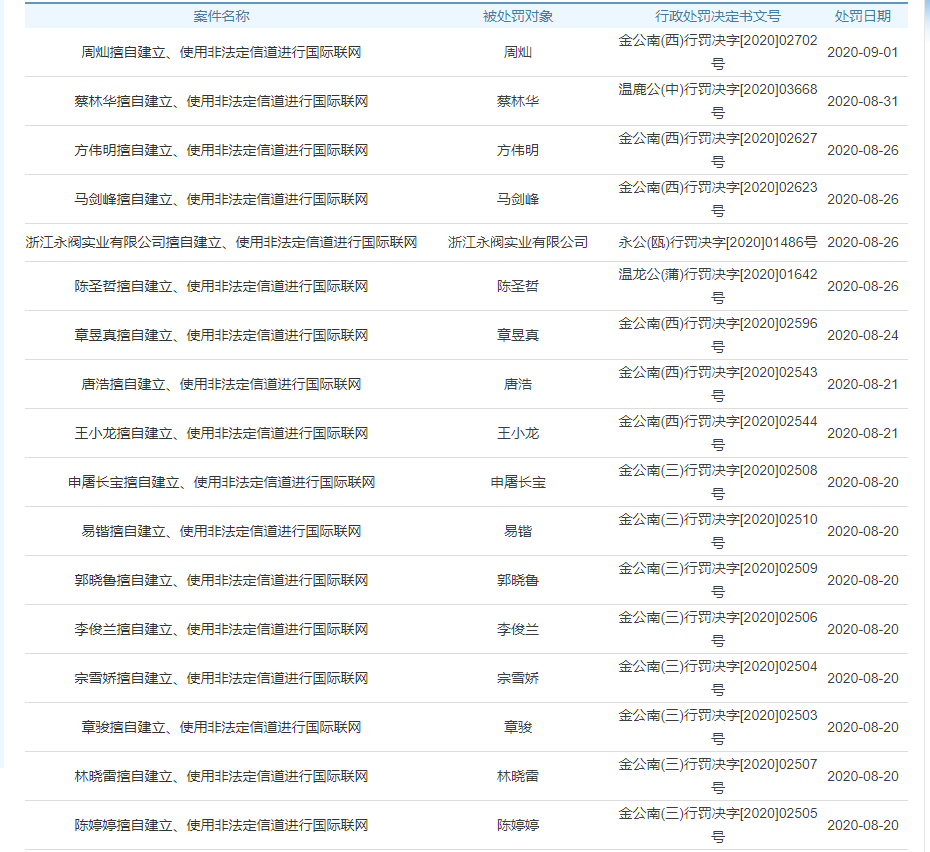 案件名称 被处罚对象 行政处罚决定书文号 处罚日期
周灿擅自建立、使用非法定信道进行国际联网 周灿 金公南(西)行罚决字[2020]02702号 2020-09-01
蔡林华擅自建立、使用非法定信道进行国际联网 蔡林华 温鹿公(中)行罚决字[2020]03668号 2020-08-31
方伟明擅自建立、使用非法定信道进行国际联网 方伟明 金公南(西)行罚决字[2020]02627号 2020-08-26
马剑峰擅自建立、使用非法定信道进行国际联网 马剑峰 金公南(西)行罚决字[2020]02623号 2020-08-26
浙江永阀实业有限公司擅自建立、使用非法定信道进行国际联网 浙江永阀实业有限公司 永公(瓯)行罚决字[2020]01486号 2020-08-26
陈圣哲擅自建立、使用非法定信道进行国际联网 陈圣哲 温龙公(蒲)行罚决字[2020]01642号 2020-08-26
章昱真擅自建立、使用非法定信道进行国际联网 章昱真 金公南(西)行罚决字[2020]02596号 2020-08-24
唐浩擅自建立、使用非法定信道进行国际联网 唐浩 金公南(西)行罚决字[2020]02543号 2020-08-21
王小龙擅自建立、使用非法定信道进行国际联网 王小龙 金公南(西)行罚决字[2020]02544号 2020-08-21
申屠长宝擅自建立、使用非法定信道进行国际联网 申屠长宝 金公南(三)行罚决字[2020]02508号 2020-08-20
易锴擅自建立、使用非法定信道进行国际联网 易锴 金公南(三)行罚决字[2020]02510号 2020-08-20
郭晓鲁擅自建立、使用非法定信道进行国际联网 郭晓鲁 金公南(三)行罚决字[2020]02509号 2020-08-20
李俊兰擅自建立、使用非法定信道进行国际联网 李俊兰 金公南(三)行罚决字[2020]02506号 2020-08-20
宗雪娇擅自建立、使用非法定信道进行国际联网 宗雪娇 金公南(三)行罚决字[2020]02504号 2020-08-20
章骏擅自建立、使用非法定信道进行国际联网 章骏 金公南(三)行罚决字[2020]02503号 2020-08-20
林晓雷擅自建立、使用非法定信道进行国际联网 林晓雷 金公南(三)行罚决字[2020]02507号 2020-08-20
陈婷婷擅自建立、使用非法定信道进行国际联网 陈婷婷 金公南(三)行罚决字[2020]02505号 2020-08-20